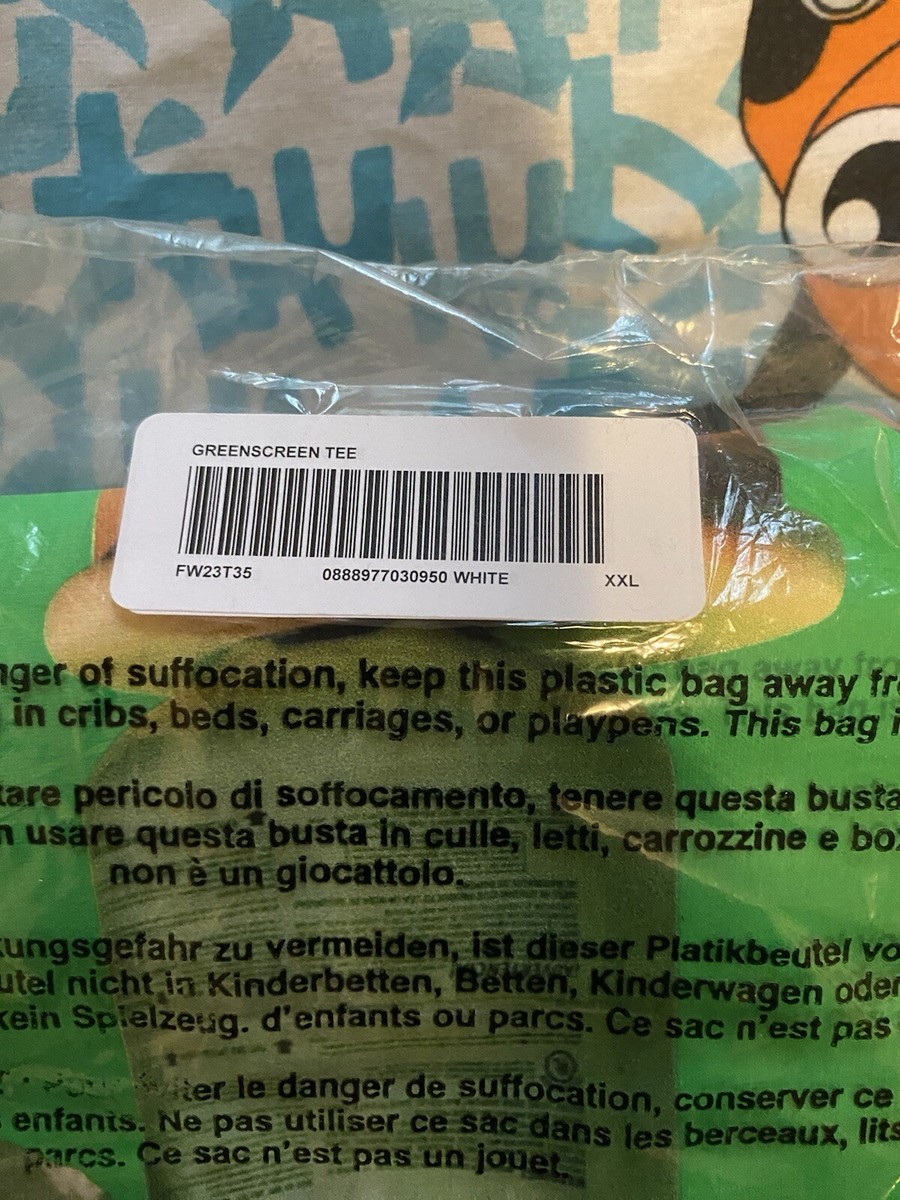 GREENSCREEN TEE
FW23T35 0888977030950 WHITE XXL
nger of suffocation, keep this plastic bag away fr
in cribs, beds, carriages, or playpens. This bag i
tare pericolo di soffocamento, tenere questa busta
n usare questa busta in culle, letti, carrozzine e bo
non è un giocattolo.
kungsgefahr zu vermeiden, ist dieser Platikbeutel vo
utel nicht in Kinderbetten, Betten, Kinderwagen oder
kein Spielzeug. d'enfants ou parcs. Ce sac n'est pas
le danger de suffocation, conserver ce
enfants. Ne pas utiliser ce sac dans les berceaux, lits
parcs. Ce sac n'est pas un jouet.